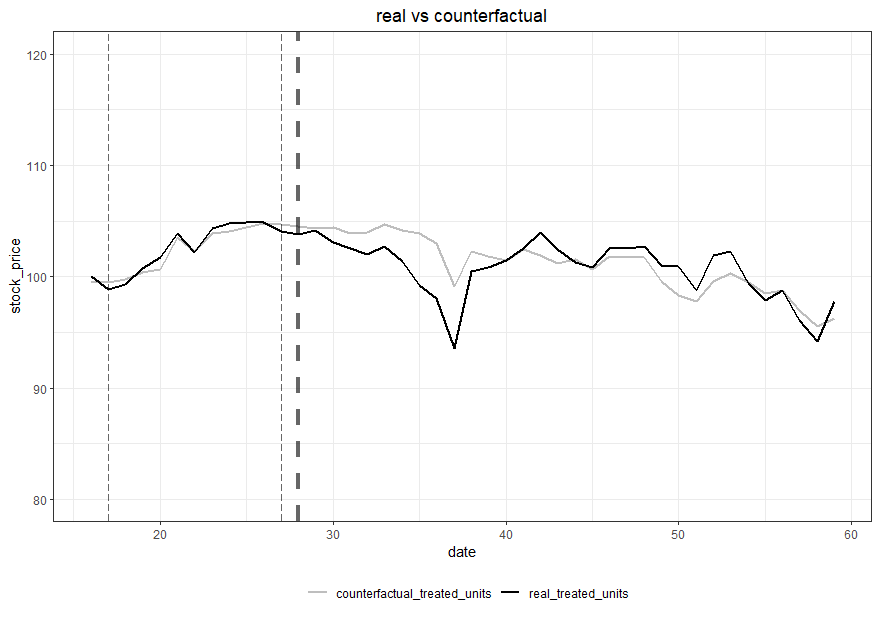 real vs counterfactual
120
110
100
90
80
stock_price
20 30 40 50 60
date
counterfactual_treated_units real_treated_units